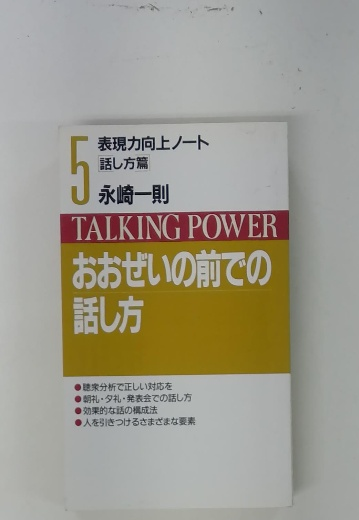 5
表現力向上ノート
話し方篇
永崎一則
TALKING POWER
おおぜいの前での
話し方
●聴衆分析で正しい対応を
●朝礼・夕礼・発表会での話し方
●効果的な話の構成法
●人を引きつけるさまざまな要素